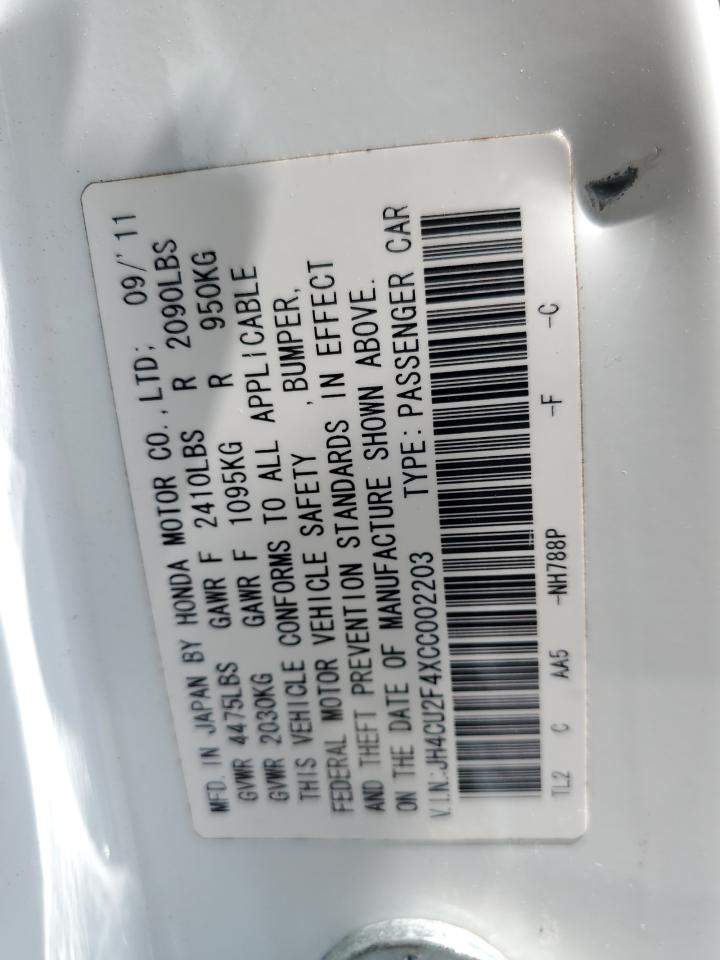 MFD. IN JAPAN BY HONDA MOTOR CO.,LTD; 09/'11
GVWR 4475LBS GAWR F 2410LBS R 2090LBS
GVWR 2030KG GAWR F 1095KG R 950KG
THIS VEHICLE CONFORMS TO ALL APPLICABLE
FEDERAL MOTOR VEHICLE SAFETY ,BUMPER,
AND THEFT PREVENTION STANDARDS IN EFFECT
ON THE DATE OF MANUFACTURE SHOWN ABOVE.
V.I.N:JH4CU2F4XCC002203 TYPE:PASSENGER CAR
TL2 C AA5 -NH788P -F -C